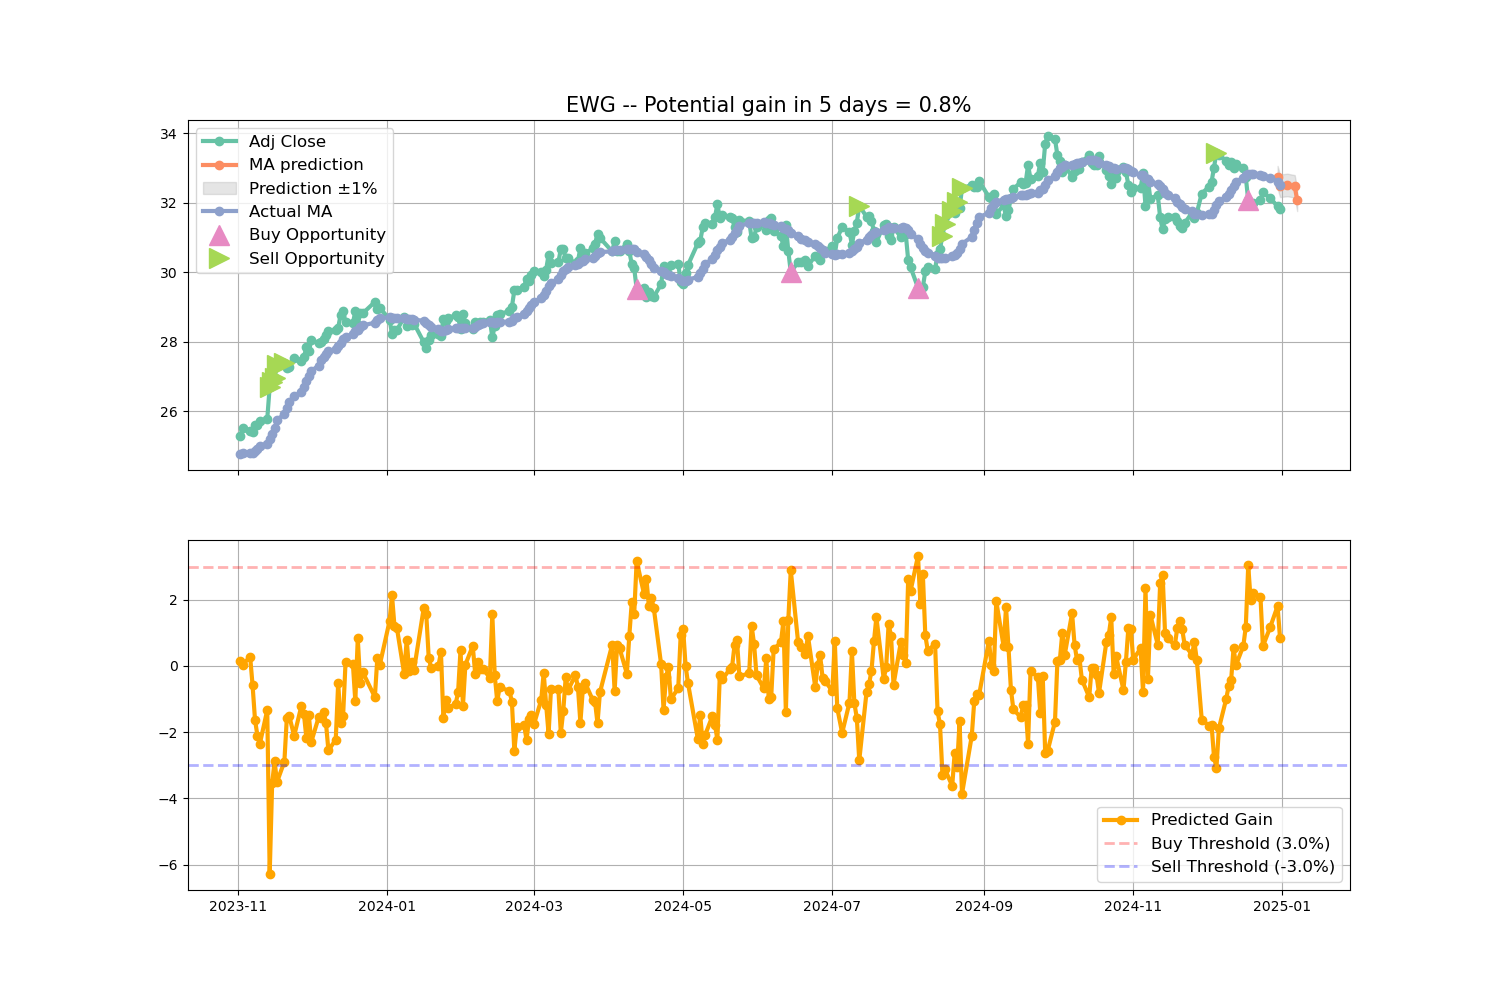 EWG -- Potential gain in 5 days = 0.8%
34
32
30
28
26
Adj Close
MA prediction
Prediction ±1%
Actual MA
Buy Opportunity
Sell Opportunity
2
0
−2
−4
−6
Predicted Gain
Buy Threshold (3.0%)
Sell Threshold (-3.0%)
2023-11
2024-01
2024-03
2024-05
2024-07
2024-09
2024-11
2025-01